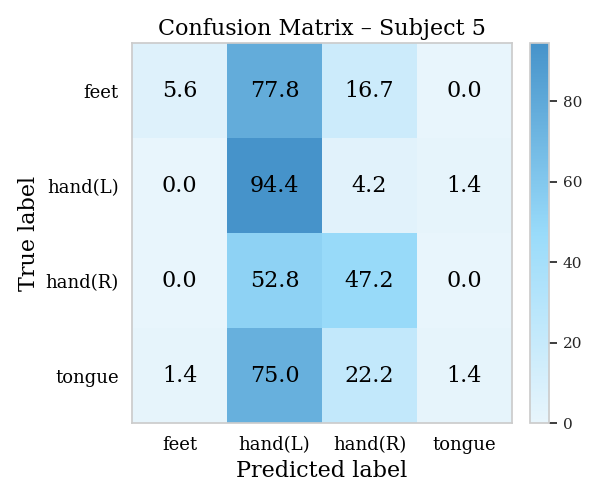 Confusion Matrix – Subject 5
feet 5.6 77.8 16.7 0.0
hand(L) 0.0 94.4 4.2 1.4
hand(R) 0.0 52.8 47.2 0.0
tongue 1.4 75.0 22.2 1.4
feet hand(L) hand(R) tongue
Predicted label
True label
80
60
40
20
0